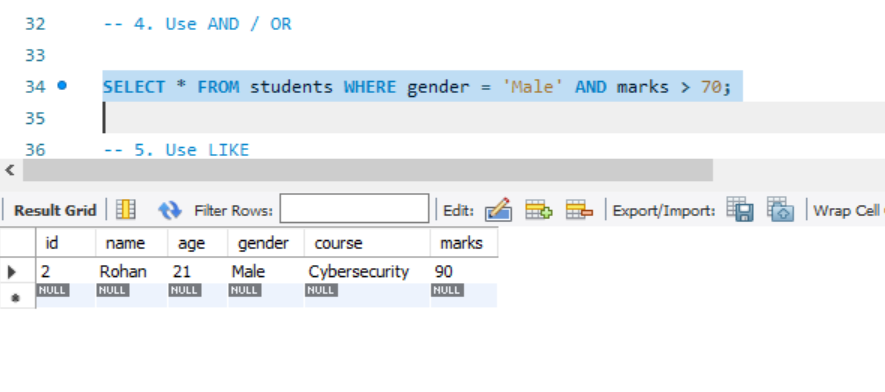 32 -- 4. Use AND / OR
33
34 SELECT * FROM students WHERE gender = 'Male' AND marks > 70;
35
36 -- 5. Use LIKE
Result Grid Filter Rows: Edit: Export/Import: Wrap Cell
id name age gender course marks
2 Rohan 21 Male Cybersecurity 90
NULL NULL NULL NULL NULL NULL